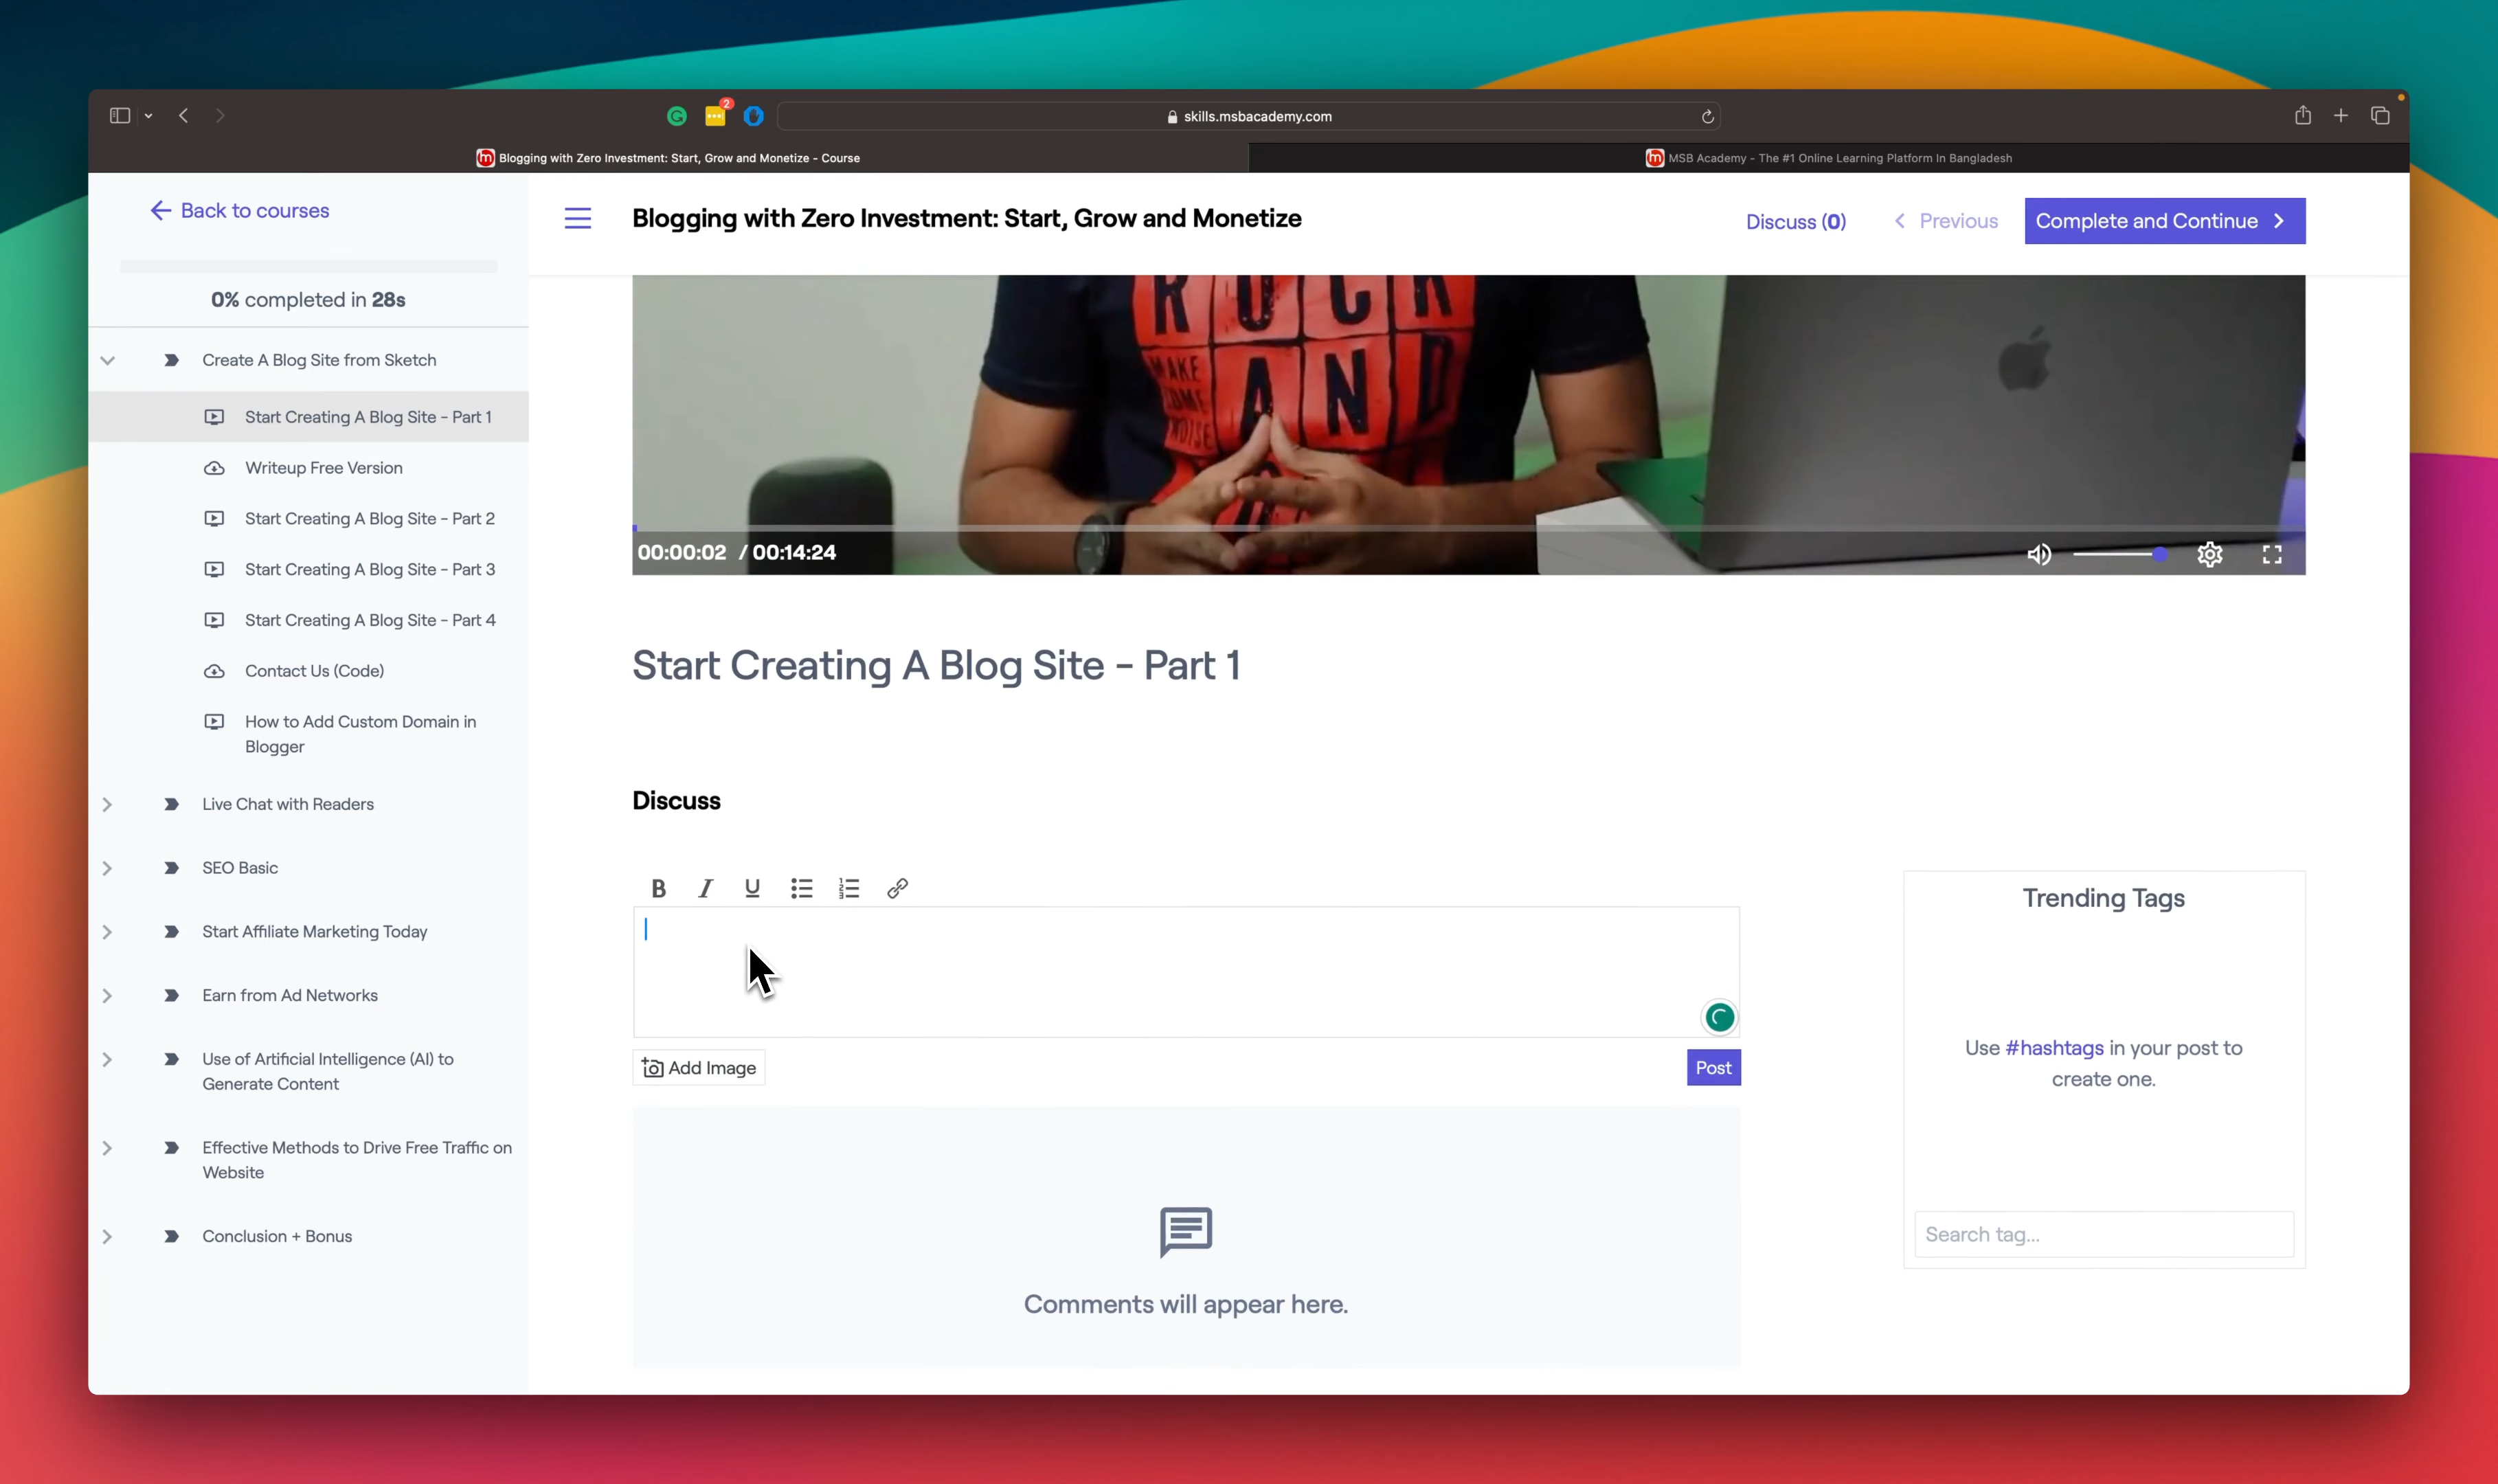 2
skills.msbacademy.com
Blogging with Zero Investment: Start, Grow and Monetize - Course
MSB Academy - The #1 Online Learning Platform In Bangladesh
Back to courses
0% completed in 28s
Create A Blog Site from Sketch
Start Creating A Blog Site - Part 1
Writeup Free Version
Start Creating A Blog Site - Part 2
Start Creating A Blog Site - Part 3
Start Creating A Blog Site - Part 4
Contact Us (Code)
How to Add Custom Domain in
Blogger
Live Chat with Readers
SEO Basic
Start Affiliate Marketing Today
Earn from Ad Networks
Use of Artificial Intelligence (AI) to
Generate Content
Effective Methods to Drive Free Traffic on
Website
Conclusion + Bonus
Blogging with Zero Investment: Start, Grow and Monetize
Discuss (0)
Previous
Complete and Continue
ROCK
MAKE
SOME
NOISE
AND
00:00:02 / 00:14:24
Start Creating A Blog Site - Part 1
Discuss
B I U
Add Image
Post
Comments will appear here.
Trending Tags
Use #hashtags in your post to
create one.
Search tag...